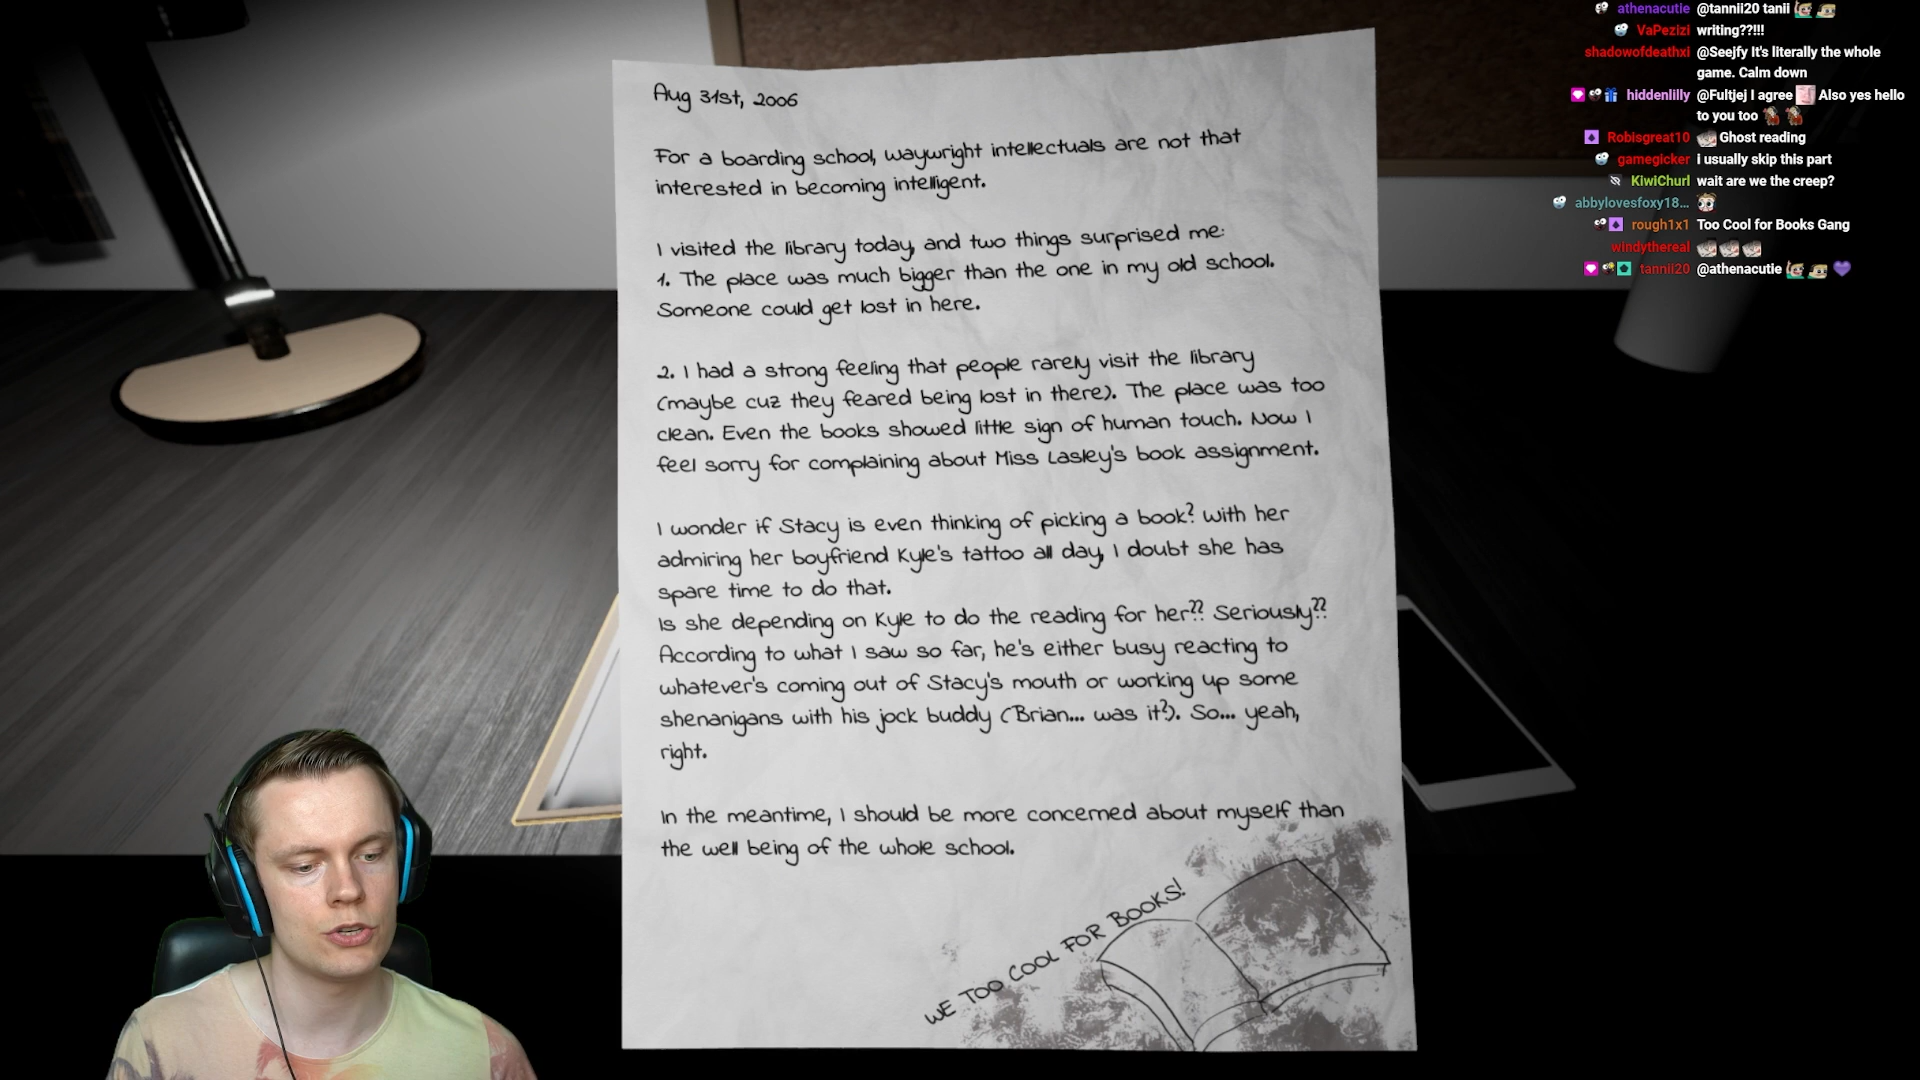 Aug 31st, 2006
For a boarding school, waywright intellectuals are not that
interested in becoming intelligent.
I visited the library today, and two things surprised me:
1. The place was much bigger than the one in my old school.
Someone could get lost in here.
2. I had a strong feeling that people rarely visit the library
(maybe cuz they feared being lost in there). The place was too
clean. Even the books showed little sign of human touch. Now I
feel sorry for complaining about Miss Lasley's book assignment.
I wonder if Stacy is even thinking of picking a book? With her
admiring her boyfriend Kyle's tattoo all day, I doubt she has
spare time to do that.
Is she depending on Kyle to do the reading for her?? Seriously??
According to what I saw so far, he's either busy reacting to
whatever's coming out of Stacy's mouth or working up some
shenanigans with his jock buddy (Brian... was it?). So... yeah,
right.
In the meantime, I should be more concerned about myself than
the well being of the whole school.
WE TOO COOL FOR BOOKS!
athenacutie @tannii20 tanii
VaPezizi writing??!!!
shadowofdeathxi @Seejfy It's literally the whole
game. Calm down
hiddenlilly @Fultjej I agree Also yes hello
to you too
Robisgreat10 Ghost reading
gamegicker i usually skip this part
KiwiChurl wait are we the creep?
abbylovesfoxy18...
rough1x1 Too Cool for Books Gang
windythereal
tannii20 @athenacutie